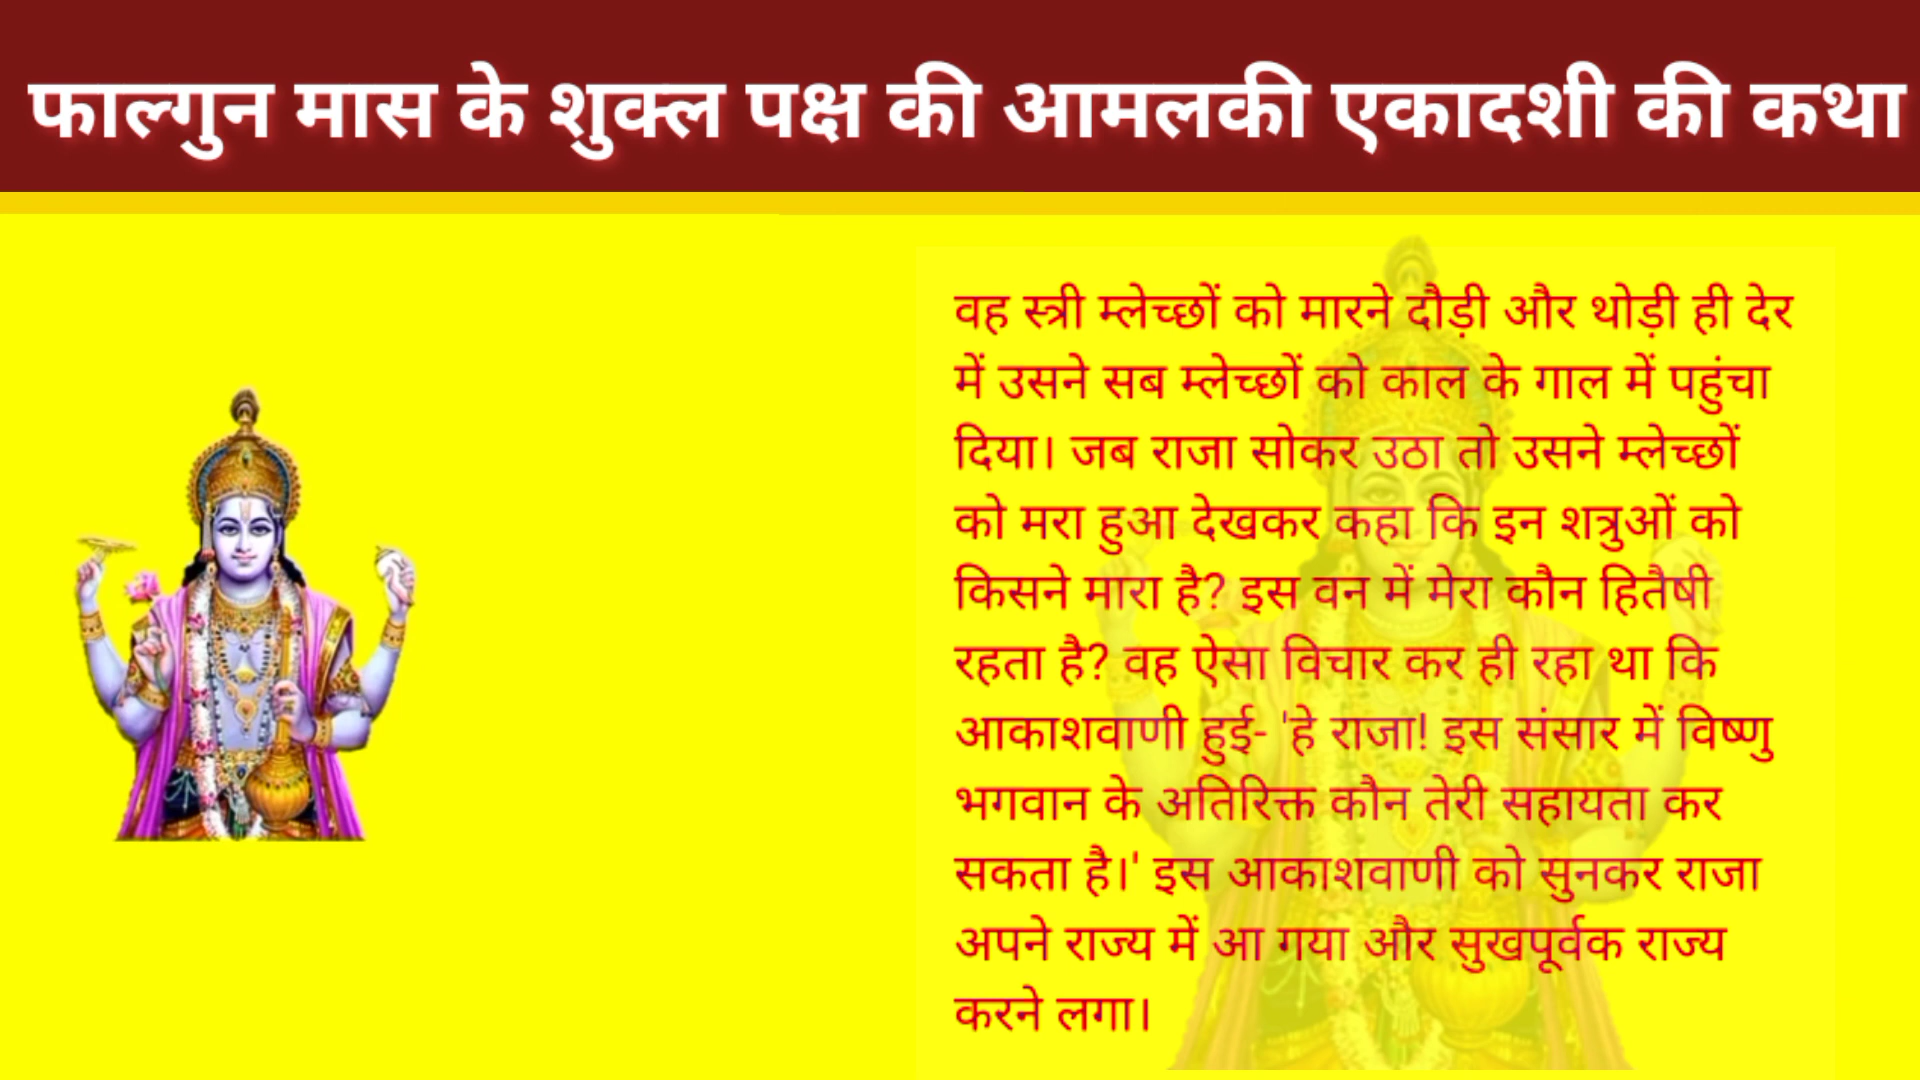 फाल्गुन मास के शुक्ल पक्ष की आमलकी एकादशी की कथा
वह स्त्री म्लेच्छों को मारने दौड़ी और थोड़ी ही देर
में उसने सब म्लेच्छों को काल के गाल में पहुंचा
दिया। जब राजा सोकर उठा तो उसने म्लेच्छों
को मरा हुआ देखकर कहा कि इन शत्रुओं को
किसने मारा है? इस वन में मेरा कौन हितैषी
रहता है? वह ऐसा विचार कर ही रहा था कि
आकाशवाणी हुई- 'हे राजा! इस संसार में विष्णु
भगवान के अतिरिक्त कौन तेरी सहायता कर
सकता है।' इस आकाशवाणी को सुनकर राजा
अपने राज्य में आ गया और सुखपूर्वक राज्य
करने लगा।